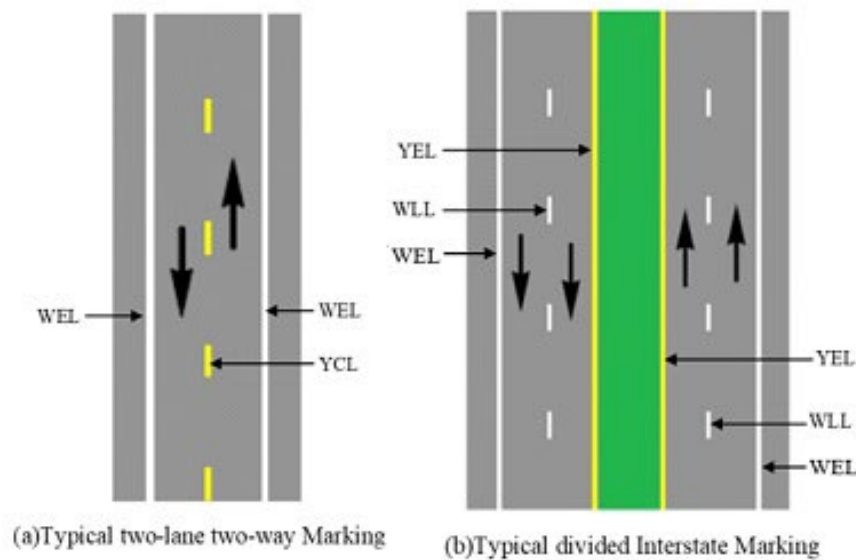 WEL
WEL
YCL
(a)Typical two-lane two-way Marking
YEL
WLL
WEL
YEL
WLL
WEL
(b)Typical divided Interstate Marking